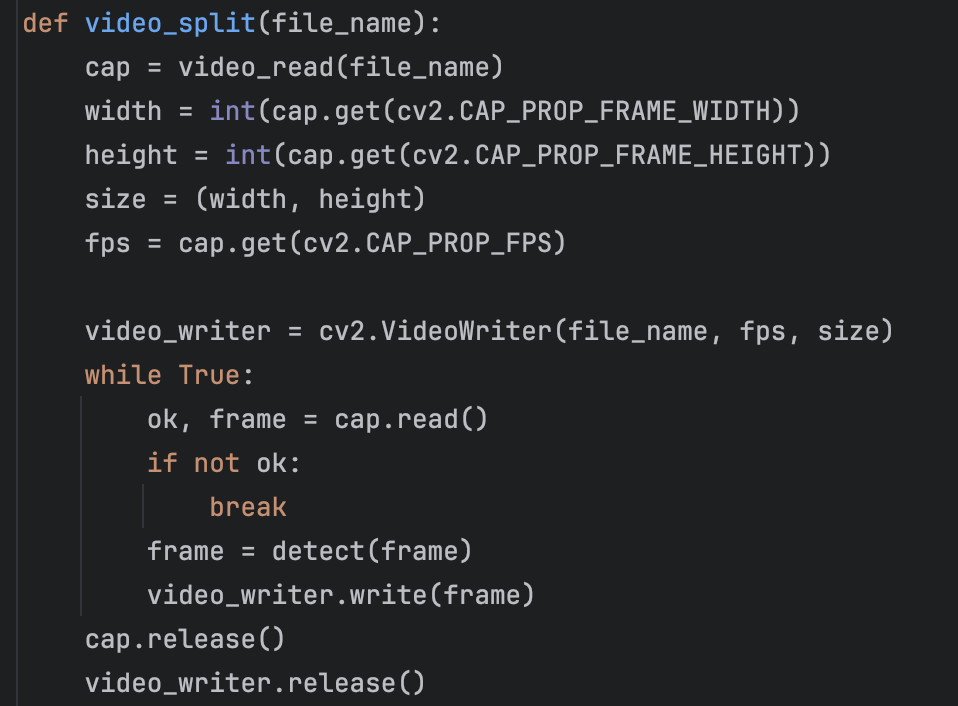 def video_split(file_name):
    cap = video_read(file_name)
    width = int(cap.get(cv2.CAP_PROP_FRAME_WIDTH))
    height = int(cap.get(cv2.CAP_PROP_FRAME_HEIGHT))
    size = (width, height)
    fps = cap.get(cv2.CAP_PROP_FPS)

    video_writer = cv2.VideoWriter(file_name, fps, size)
    while True:
        ok, frame = cap.read()
        if not ok:
            break
        frame = detect(frame)
        video_writer.write(frame)
    cap.release()
    video_writer.release()